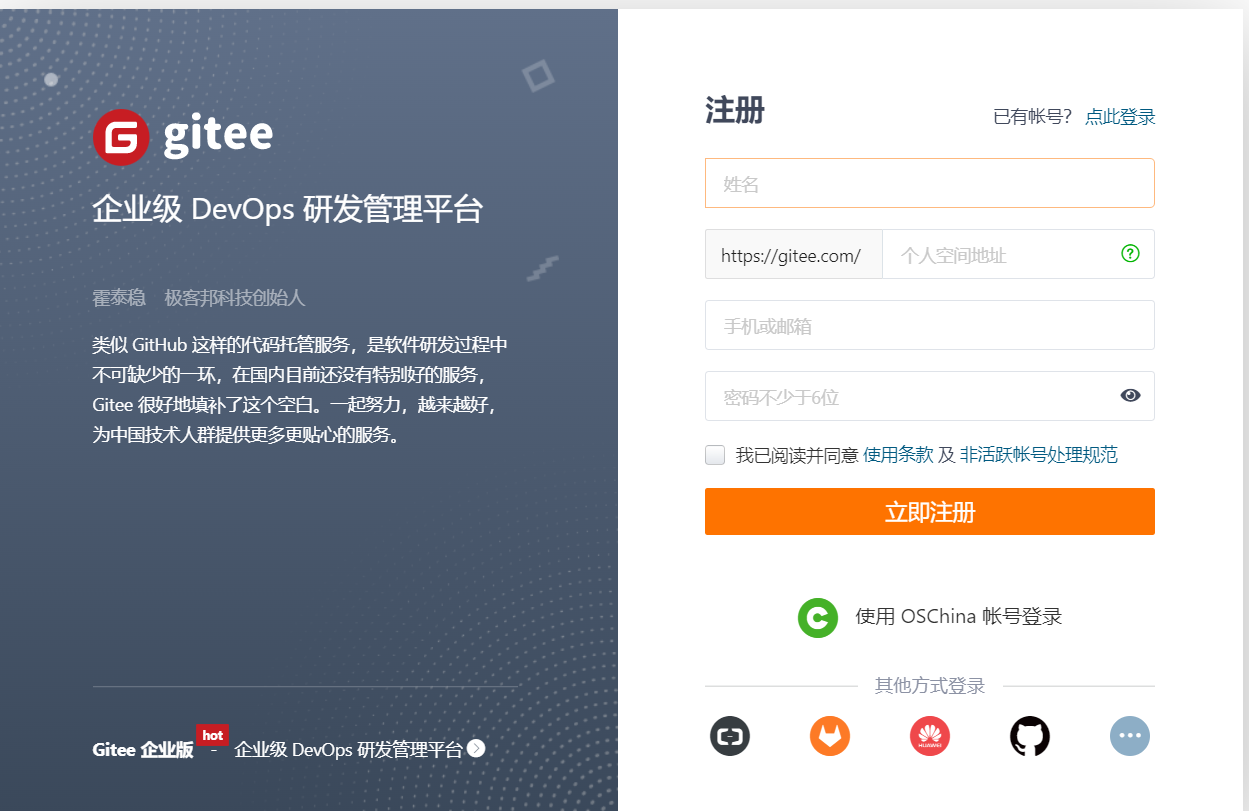 gitee
企业级 DevOps 研发管理平台
霍泰稳 极客邦科技创始人
类似 GitHub 这样的代码托管服务，是软件研发过程中
不可缺少的一环，在国内目前还没有特别好的服务，
Gitee 很好地填补了这个空白。一起努力，越来越好，
为中国技术人群提供更多更贴心的服务。
Gitee 企业版 hot - 企业级 DevOps 研发管理平台
注册
已有帐号？ 点此登录
姓名
https://gitee.com/ 个人空间地址
手机或邮箱
密码不少于6位
我已阅读并同意 使用条款 及 非活跃帐号处理规范
立即注册
使用 OSChina 帐号登录
其他方式登录
HUAWEI